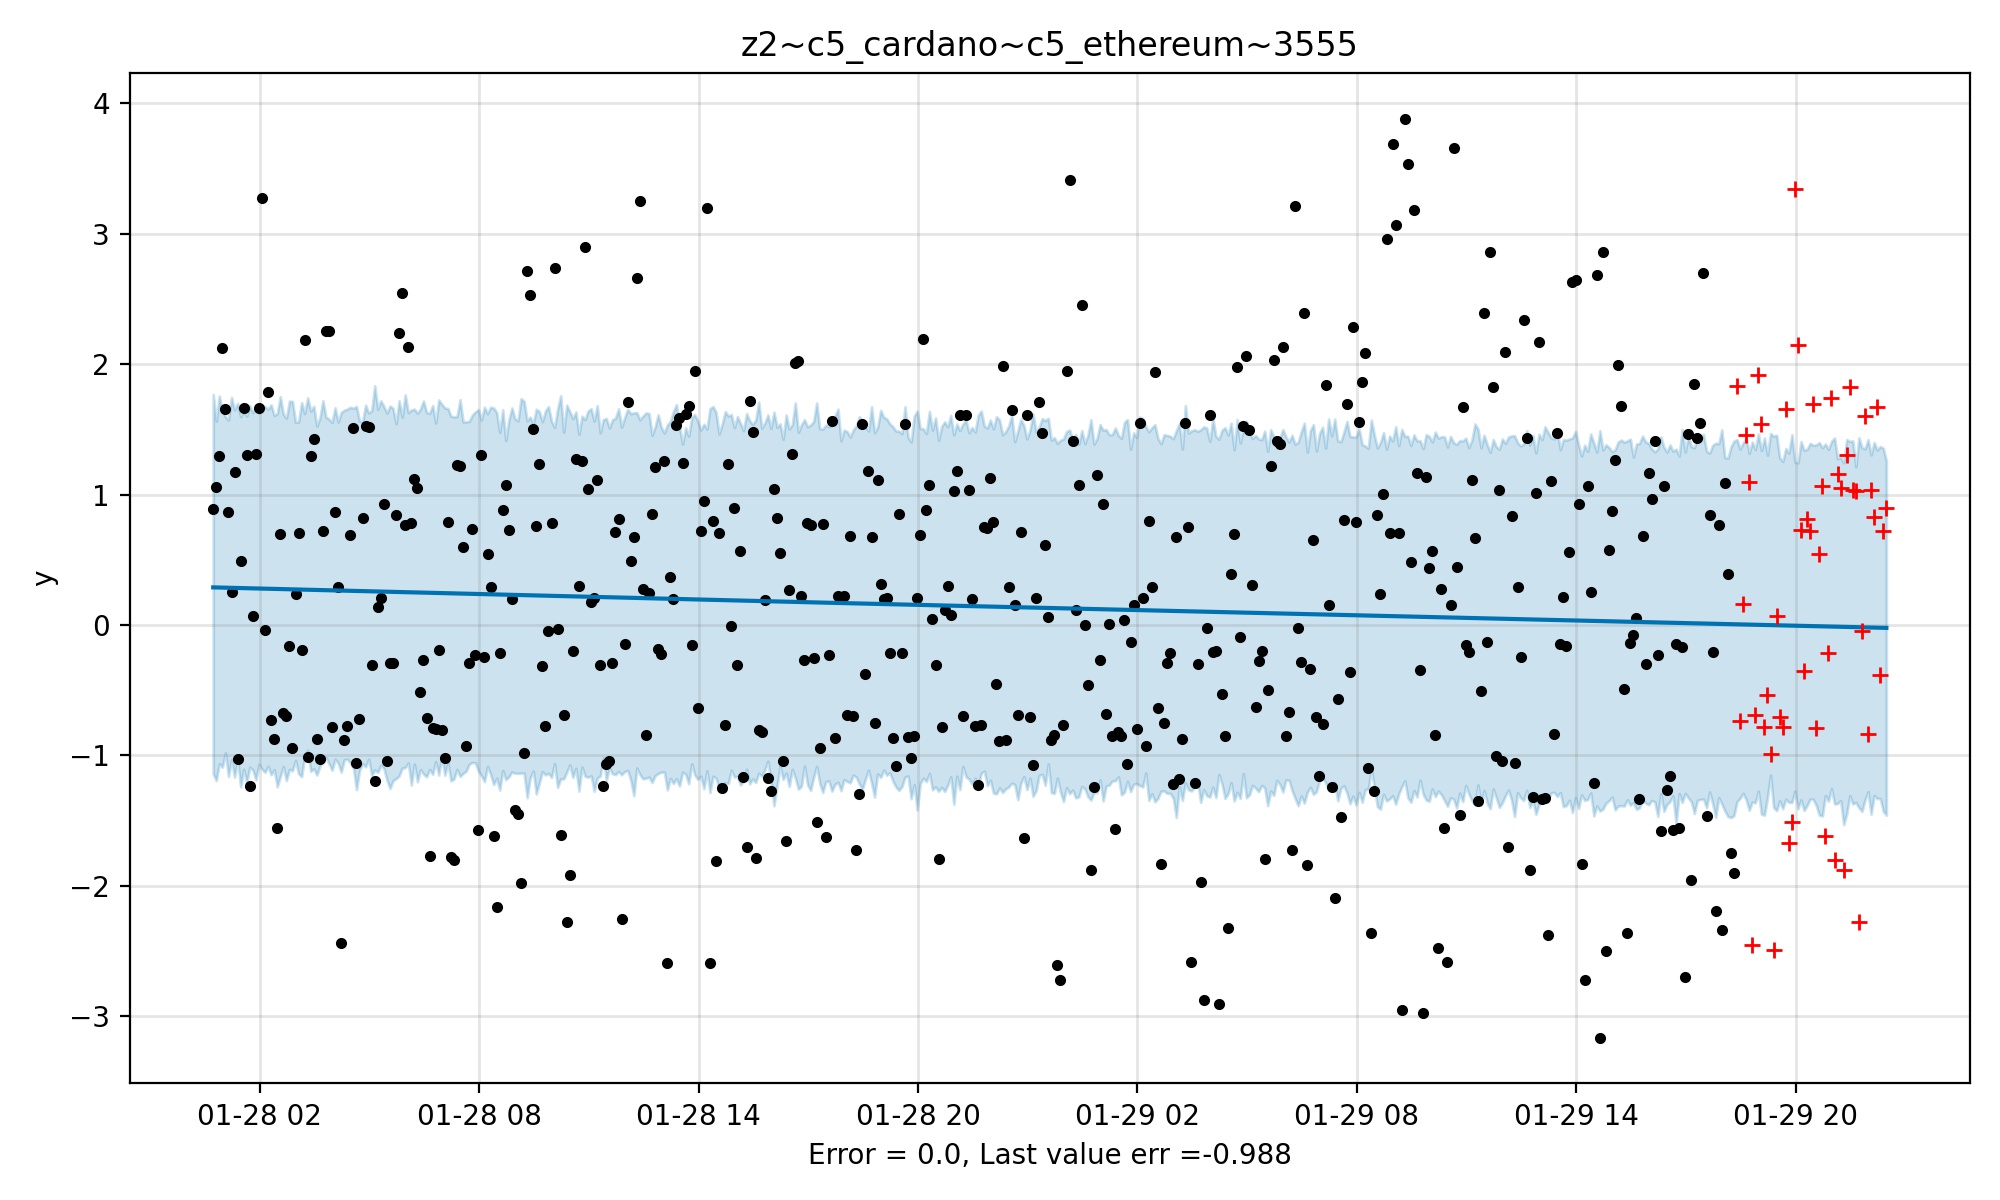 z2~c5_cardano~c5_ethereum~3555
4
3
2
1
0
−1
−2
−3
y
01-28 02 01-28 08 01-28 14 01-28 20 01-29 02 01-29 08 01-29 14 01-29 20
Error = 0.0, Last value err =-0.988